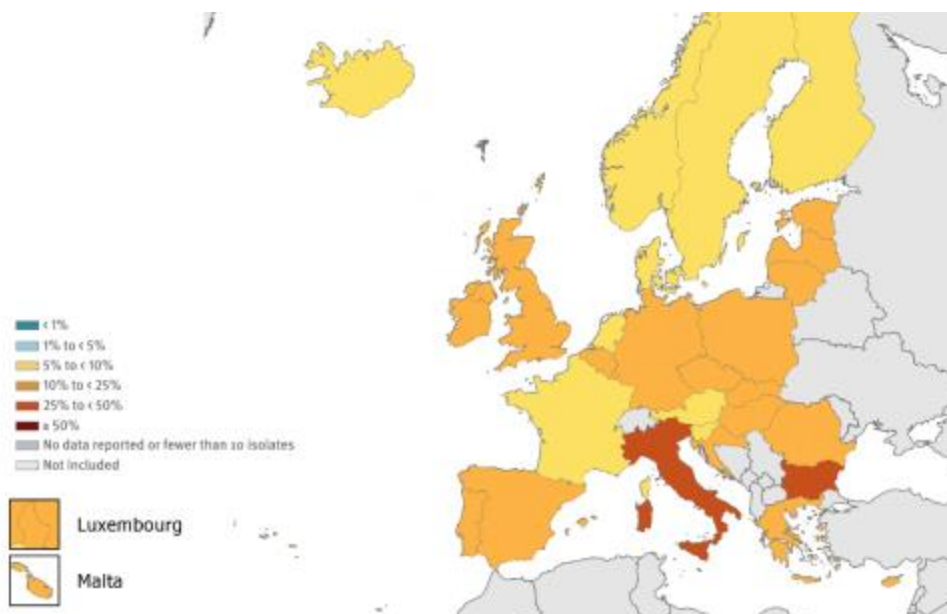 < 1%
1% to < 5%
5% to < 10%
10% to < 25%
25% to < 50%
≥ 50%
No data reported or fewer than 10 isolates
Not included
Luxembourg
Malta